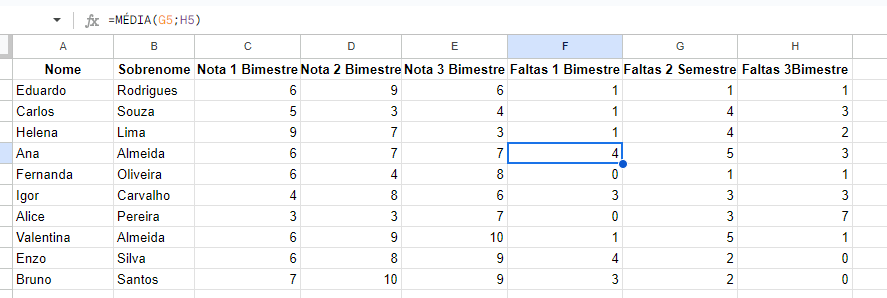 fx =MÉDIA(G5;H5)
A B C D E F G H
Nome Sobrenome Nota 1 Bimestre Nota 2 Bimestre Nota 3 Bimestre Faltas 1 Bimestre Faltas 2 Semestre Faltas 3Bimestre
Eduardo Rodrigues 6 9 6 1 1 1
Carlos Souza 5 3 4 1 4 3
Helena Lima 9 7 3 1 4 2
Ana Almeida 6 7 7 4 5 3
Fernanda Oliveira 6 4 8 0 1 1
Igor Carvalho 4 8 6 3 3 3
Alice Pereira 3 3 7 0 3 7
Valentina Almeida 6 9 10 1 5 1
Enzo Silva 6 8 9 4 2 0
Bruno Santos 7 10 9 3 2 0